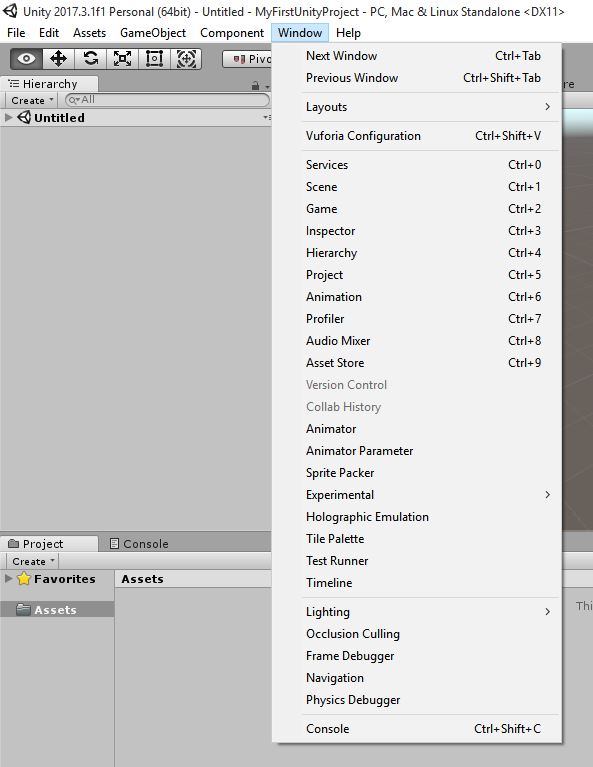 Unity 2017.3.1f1 Personal (64bit) - Untitled - MyFirstUnityProject - PC, Mac & Linux Standalone <DX11>
File Edit Assets GameObject Component Window Help
Pivo
Hierarchy
Create All
Untitled
Next Window Ctrl+Tab
Previous Window Ctrl+Shift+Tab
Layouts
Vuforia Configuration Ctrl+Shift+V
Services Ctrl+0
Scene Ctrl+1
Game Ctrl+2
Inspector Ctrl+3
Hierarchy Ctrl+4
Project Ctrl+5
Animation Ctrl+6
Profiler Ctrl+7
Audio Mixer Ctrl+8
Asset Store Ctrl+9
Version Control
Collab History
Animator
Animator Parameter
Sprite Packer
Experimental
Holographic Emulation
Tile Palette
Test Runner
Timeline
Lighting
Occlusion Culling
Frame Debugger
Navigation
Physics Debugger
Console Ctrl+Shift+C
re
Project Console
Create
Favorites Assets
Assets
Thi